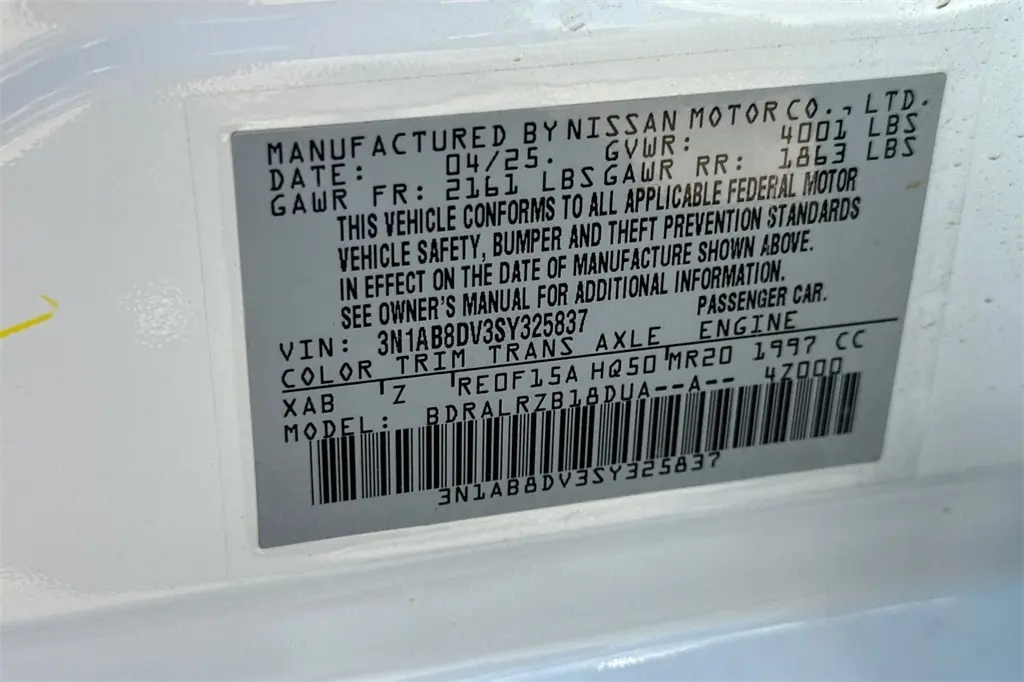 MANUFACTURED BY NISSAN MOTOR CO., LTD.
DATE: 04/25. GVWR: 4001 LBS
GAWR FR: 2161 LBS GAWR RR: 1863 LBS
THIS VEHICLE CONFORMS TO ALL APPLICABLE FEDERAL MOTOR
VEHICLE SAFETY, BUMPER AND THEFT PREVENTION STANDARDS
IN EFFECT ON THE DATE OF MANUFACTURE SHOWN ABOVE.
SEE OWNER'S MANUAL FOR ADDITIONAL INFORMATION.
VIN: 3N1AB8DV3SY325837 PASSENGER CAR.
COLOR TRIM TRANS AXLE ENGINE
XAB Z RE0F15A HQ50 MR20 1997 CC
MODEL: BDRALRZB18DUA--A-- 4Z000
3N1AB8DV3SY325837